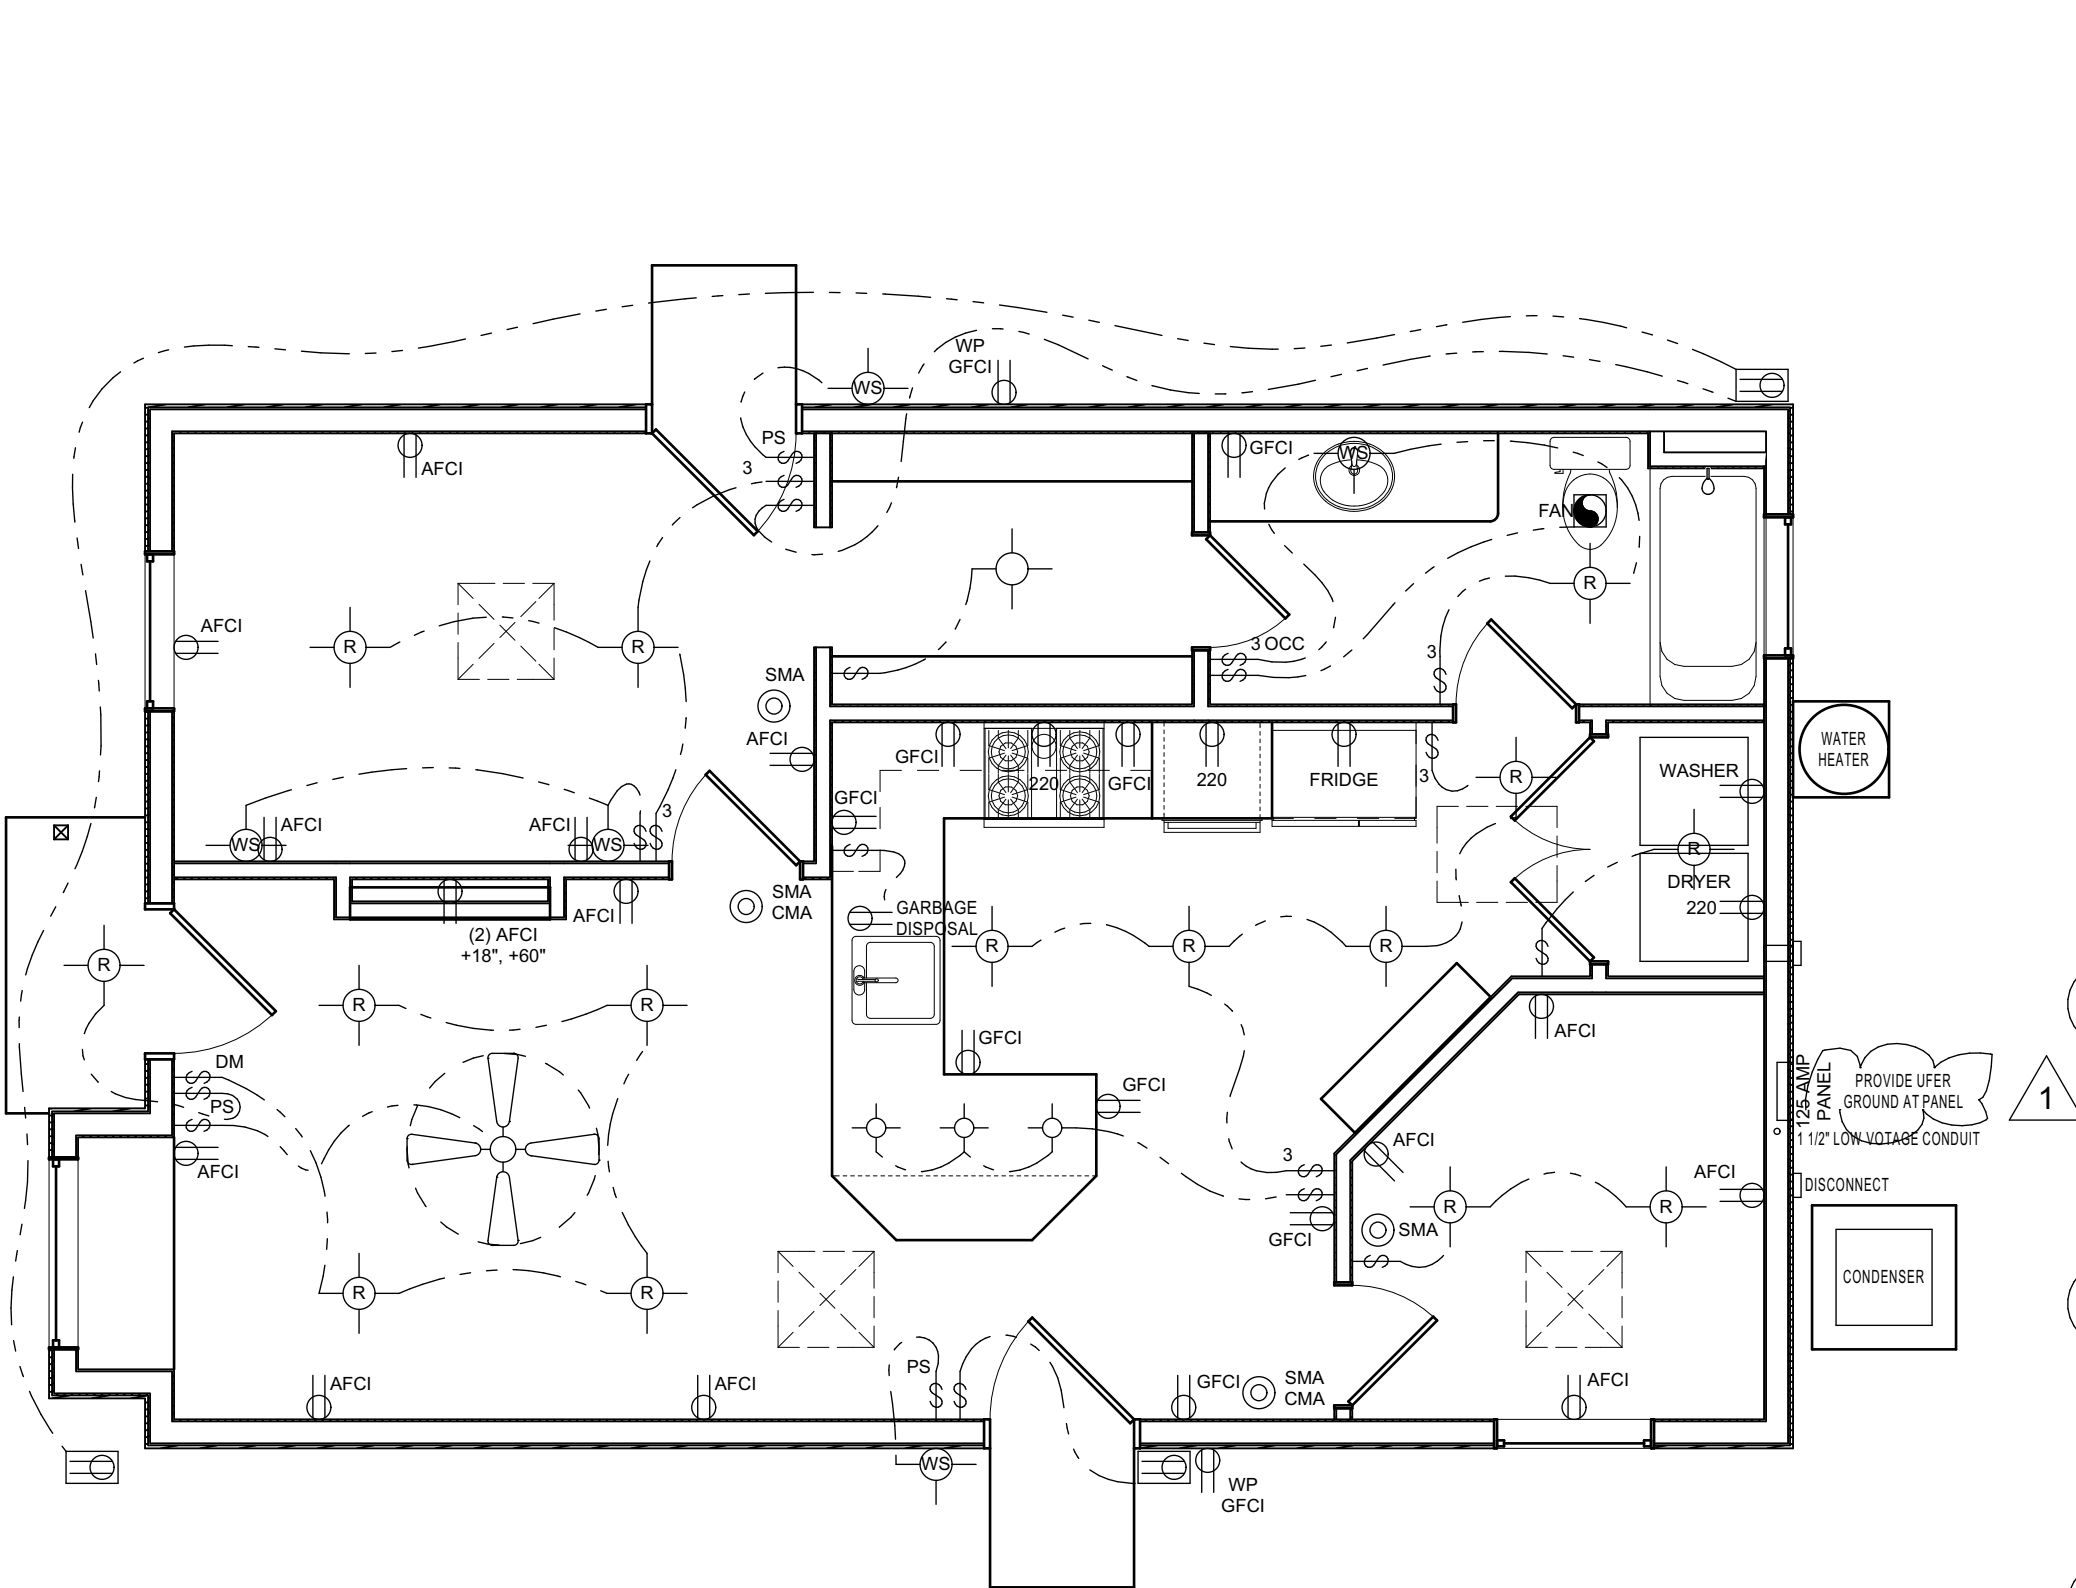 WP
GFCI
WS
PS
3
AFCI
GFCI
WS
FAN
R
AFCI
R
R
3 OCC
3
SMA
AFCI
GFCI
220
GFCI
220
FRIDGE
3
R
WASHER
WATER
HEATER
GFCI
3
AFCI
AFCI
WS
WS
R
DRYER
220
SMA
CMA
AFCI
GARBAGE
DISPOSAL
(2) AFCI
+18", +60"
R
R
R
R
R
R
GFCI
AFCI
DM
PS
GFCI
125 AMP
PANEL
PROVIDE UFER
GROUND AT PANEL
1
1 1/2" LOW VOTAGE CONDUIT
AFCI
3
AFCI
AFCI
DISCONNECT
R
R
GFCI
SMA
CONDENSER
R
R
PS
AFCI
AFCI
GFCI
SMA
CMA
AFCI
WS
WP
GFCI